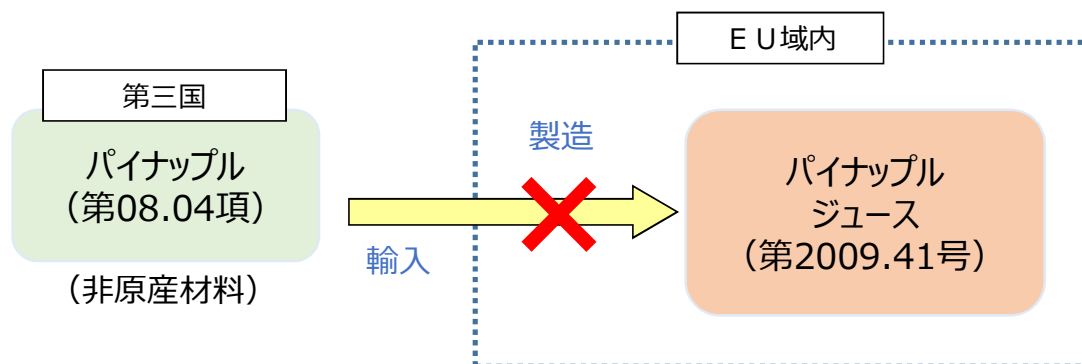 ＥＵ域内
第三国
パイナップル
（第08.04項）
（非原産材料）
輸入
製造
パイナップル
ジュース
（第2009.41号）